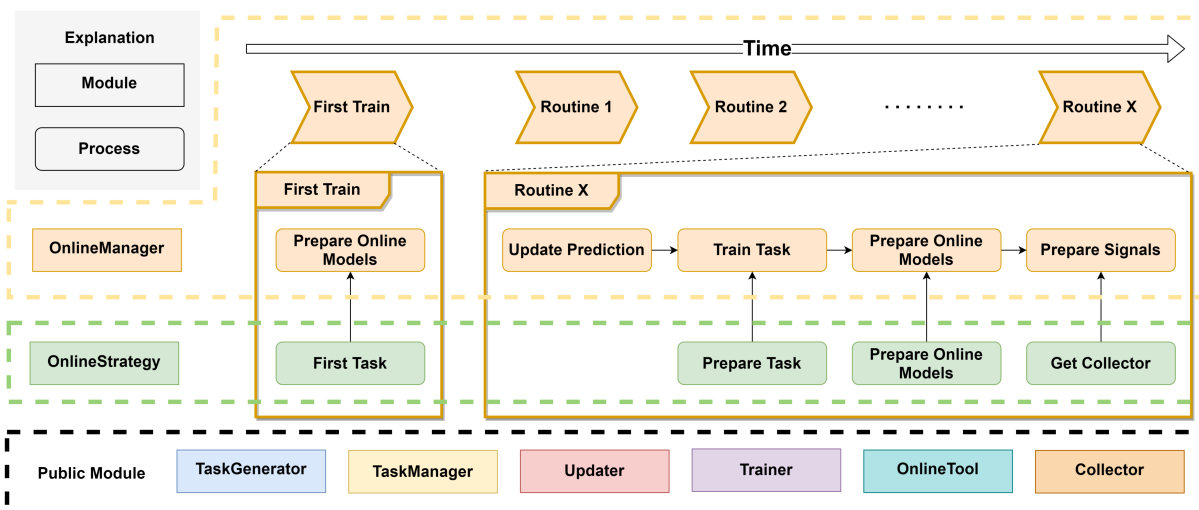 Explanation
Module
Process
Time
First Train
Routine 1
Routine 2
........
Routine X
First Train
Routine X
OnlineManager
Prepare Online
Models
Update Prediction
Train Task
Prepare Online
Models
Prepare Signals
OnlineStrategy
First Task
Prepare Task
Prepare Online
Models
Get Collector
Public Module
TaskGenerator
TaskManager
Updater
Trainer
OnlineTool
Collector